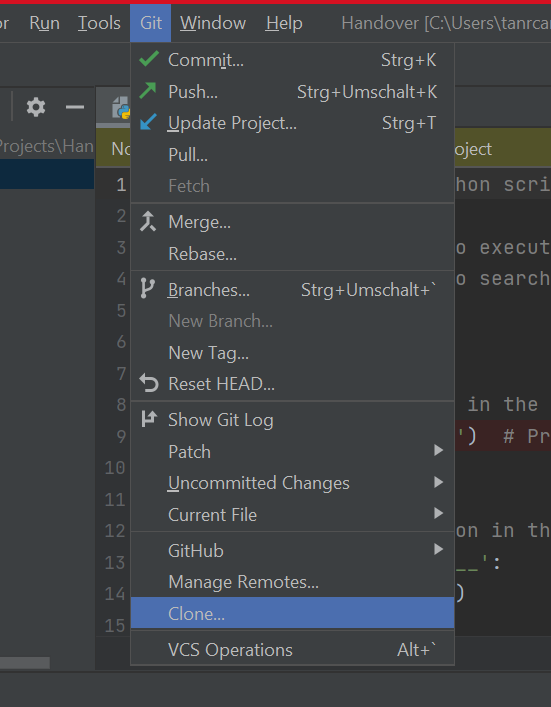 or Run Tools Git Window Help Handover [C:\Users\tanrcar
Commit... Strg+K
Push... Strg+Umschalt+K
Projects\Han
Update Project... Strg+T
No oject
Pull...
1 hon scri
Fetch
2
Merge...
3 o execut
Rebase...
4 o search
Branches... Strg+Umschalt+`
5
New Branch...
6
New Tag...
7
Reset HEAD...
8 in the
Show Git Log
9 ') # Pr
Patch
10
Uncommitted Changes
11
Current File
12 on in th
GitHub
13 __':
Manage Remotes...
14 )
Clone...
15
VCS Operations Alt+`